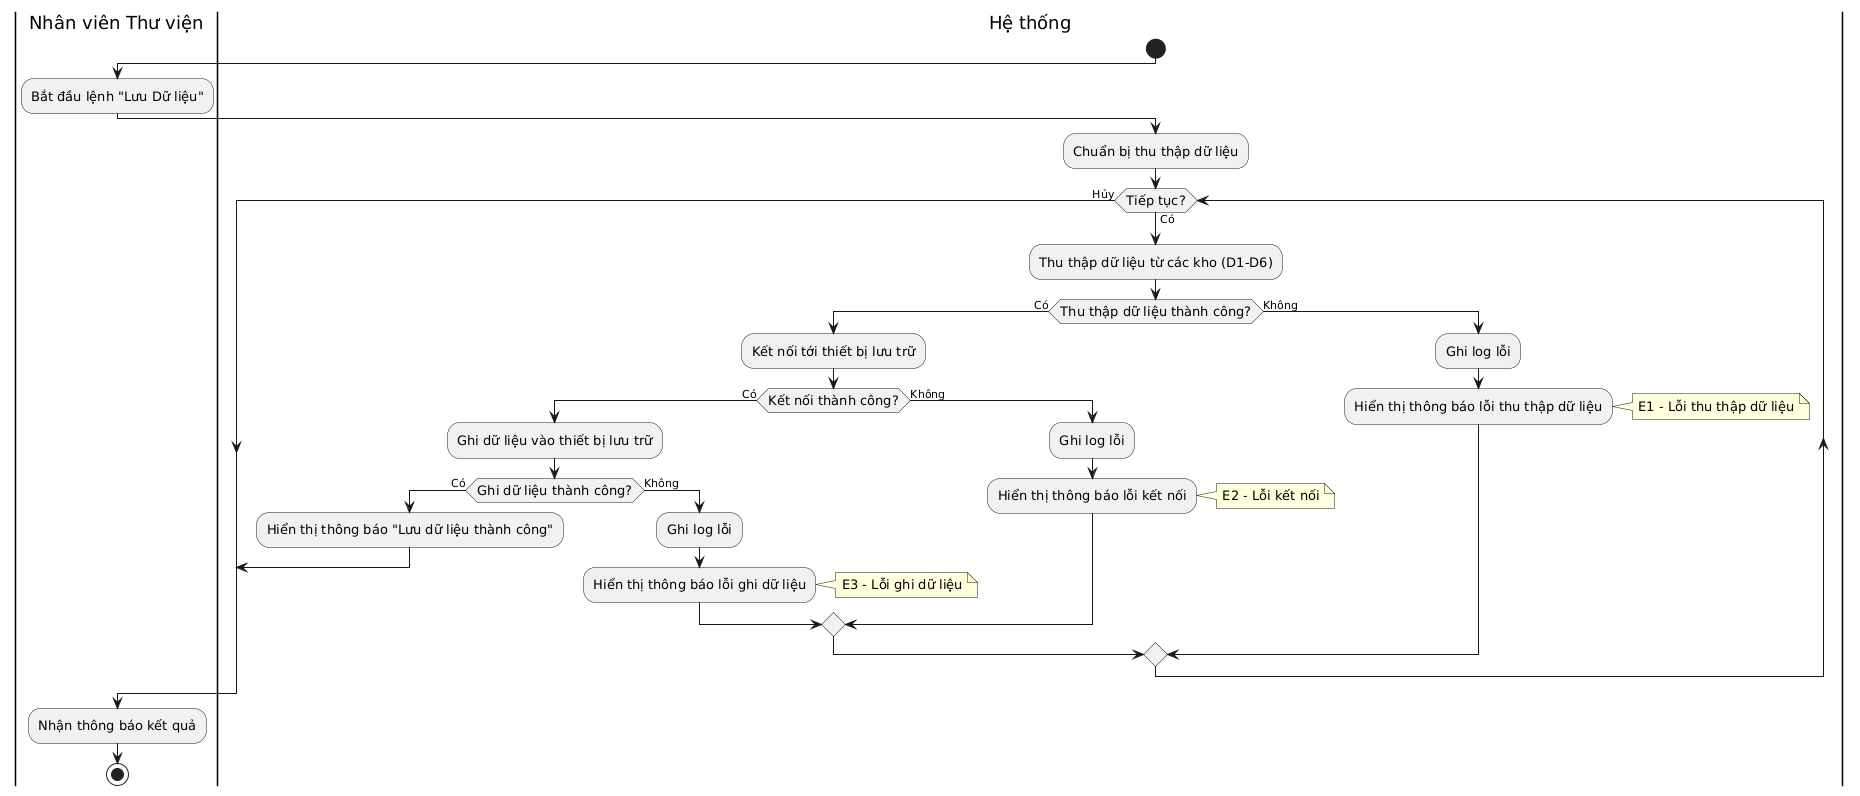 Nhân viên Thư viện
Hệ thống
Bắt đầu lệnh "Lưu Dữ liệu"
Chuẩn bị thu thập dữ liệu
Hủy
Tiếp tục?
Có
Thu thập dữ liệu từ các kho (D1-D6)
Có
Thu thập dữ liệu thành công?
Không
Kết nối tới thiết bị lưu trữ
Ghi log lỗi
Có
Kết nối thành công?
Không
Hiển thị thông báo lỗi thu thập dữ liệu
E1 - Lỗi thu thập dữ liệu
Ghi dữ liệu vào thiết bị lưu trữ
Ghi log lỗi
Có
Ghi dữ liệu thành công?
Không
Hiển thị thông báo lỗi kết nối
E2 - Lỗi kết nối
Hiển thị thông báo "Lưu dữ liệu thành công"
Ghi log lỗi
Hiển thị thông báo lỗi ghi dữ liệu
E3 - Lỗi ghi dữ liệu
Nhận thông báo kết quả